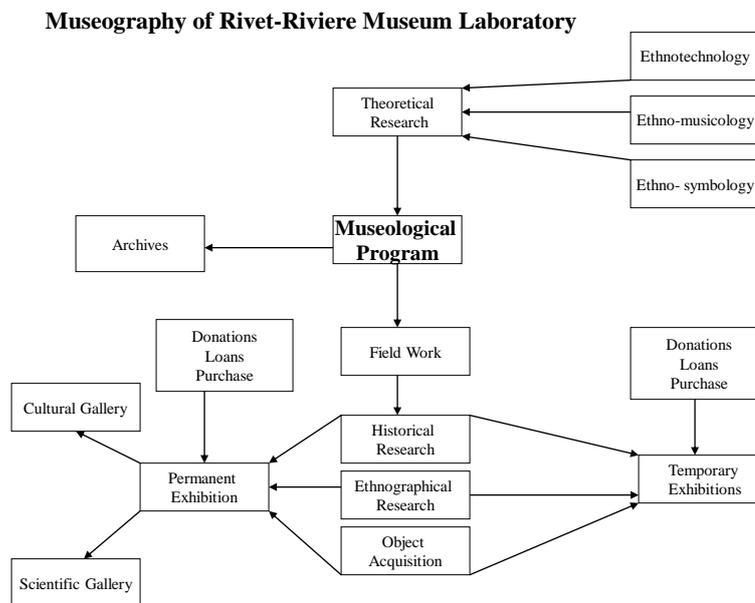 Museography of Rivet-Riviere Museum Laboratory
Ethnotechnology
Theoretical
Research
Ethno-musicology
Ethno- symbology
Museological
Program
Archives
Donations
Loans
Purchase
Field Work
Donations
Loans
Purchase
Cultural Gallery
Historical
Research
Permanent
Exhibition
Ethnographical
Research
Temporary
Exhibitions
Object
Acquisition
Scientific Gallery